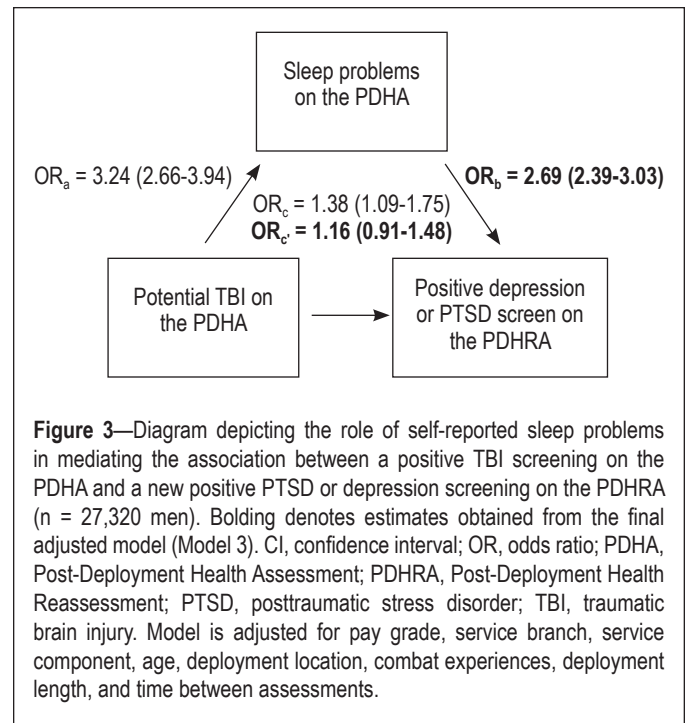 Sleep problems
on the PDHA
ORa = 3.24 (2.66-3.94)
ORb = 2.69 (2.39-3.03)
ORc = 1.38 (1.09-1.75)
ORc' = 1.16 (0.91-1.48)
Potential TBI on
the PDHA
Positive depression
or PTSD screen on
the PDHRA
Figure 3—Diagram depicting the role of self-reported sleep problems
in mediating the association between a positive TBI screening on the
PDHA and a new positive PTSD or depression screening on the PDHRA
(n = 27,320 men). Bolding denotes estimates obtained from the final
adjusted model (Model 3). CI, confidence interval; OR, odds ratio; PDHA,
Post-Deployment Health Assessment; PDHRA, Post-Deployment Health
Reassessment; PTSD, posttraumatic stress disorder; TBI, traumatic
brain injury. Model is adjusted for pay grade, service branch, service
component, age, deployment location, combat experiences, deployment
length, and time between assessments.